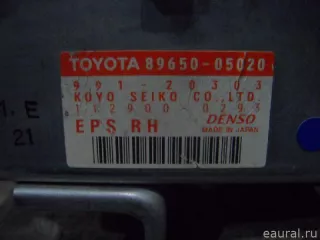 TOYOTA 89650-05020
991-20303
KOYO SEIKO CO.,LTD.
112900-0293
EPS RH
DENSO
MADE IN JAPAN
21
eaural.ru